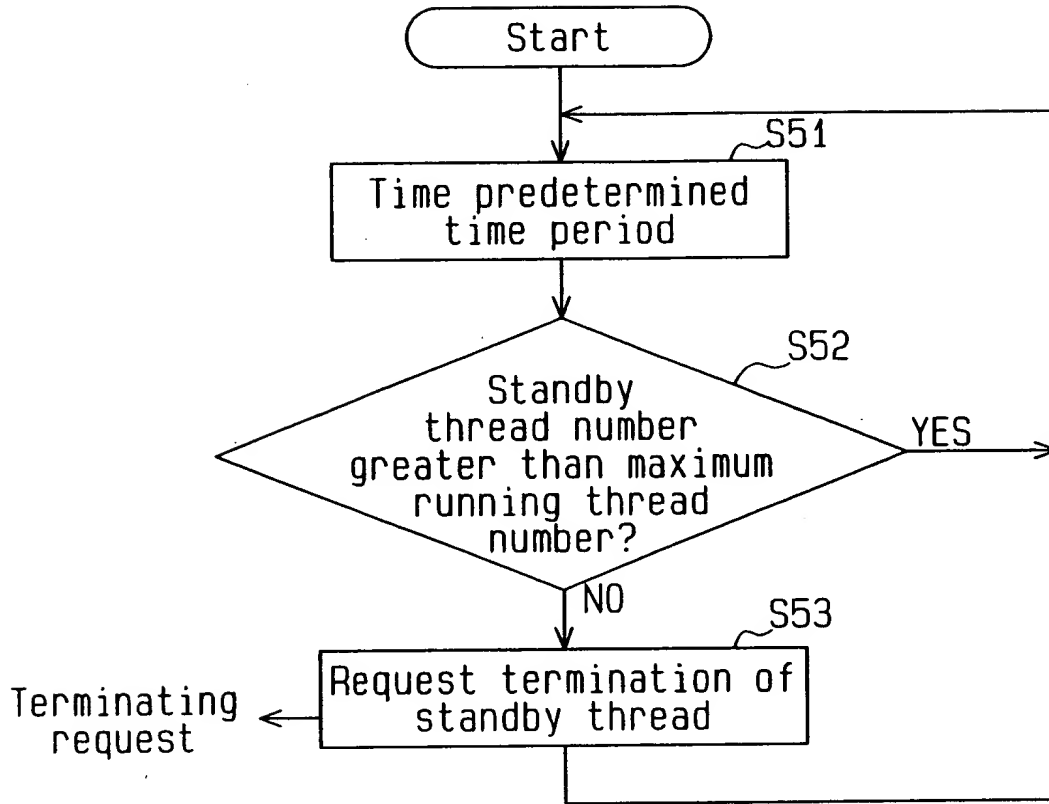 Start
S51
Time predetermined
time period
S52
Standby
thread number
greater than maximum
running thread
number?
YES
NO
S53
Request termination of
standby thread
Terminating
request